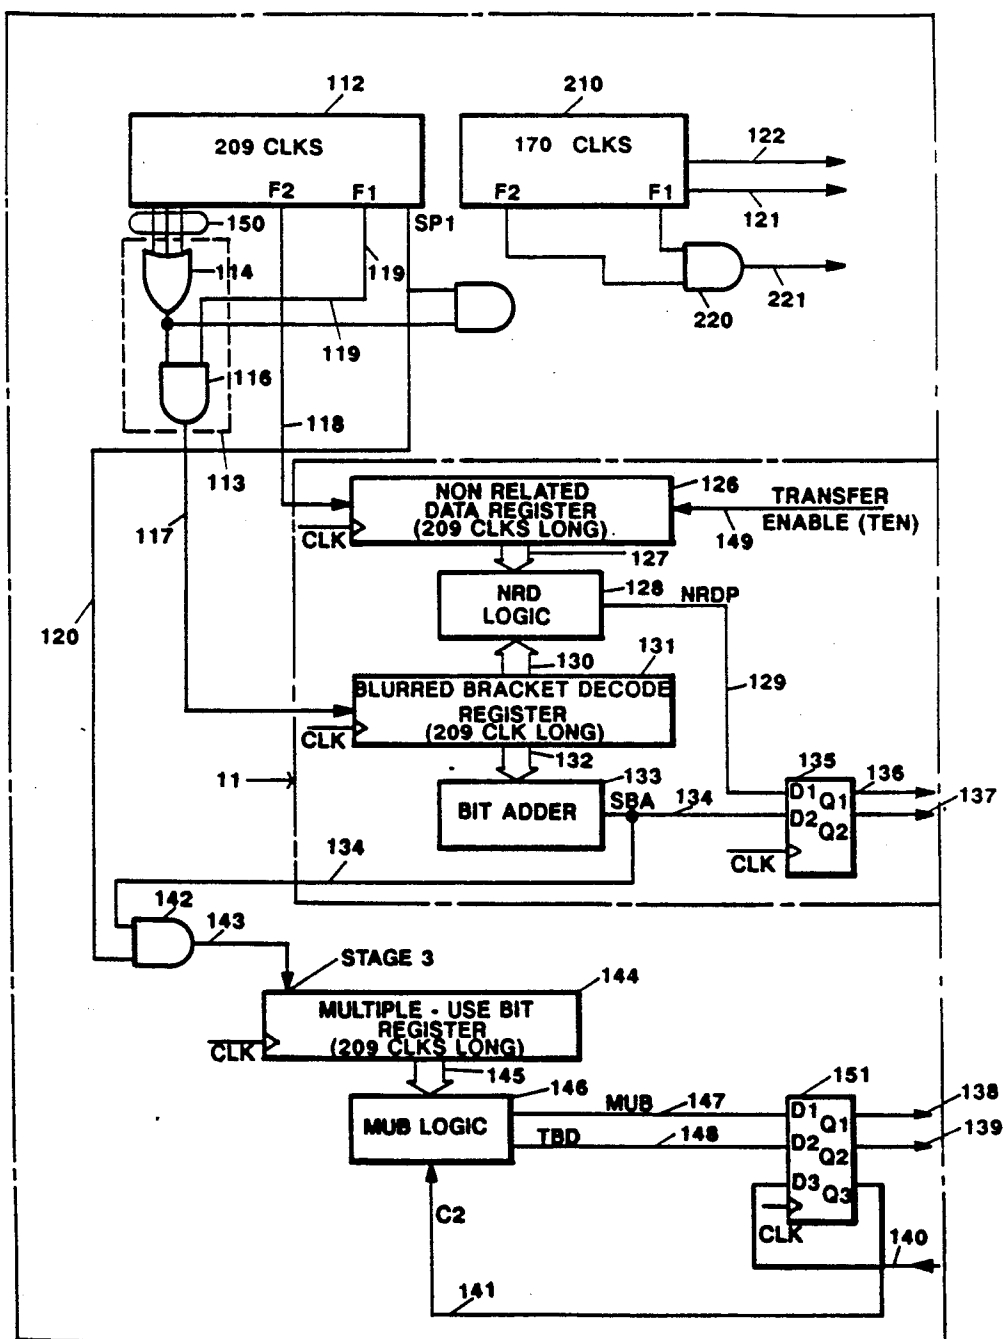 112
210
209 CLKS
170 CLKS
122
F2
F1
F2
F1
150
SP1
121
114
119
119
220
221
116
118
113
117
NON RELATED
DATA REGISTER
(209 CLKS LONG)
126
TRANSFER
ENABLE (TEN)
149
CLK
127
NRD
LOGIC
128
NRDP
120
130
131
129
BLURRED BRACKET DECODE
REGISTER
(209 CLK LONG)
CLK
132
11
133
135
136
BIT ADDER
SBA
134
D1
Q1
137
D2
Q2
CLK
134
142
143
STAGE 3
144
MULTIPLE - USE BIT
REGISTER
(209 CLKS LONG)
CLK
145
146
151
MUB LOGIC
MUB
147
D1
Q1
138
TBD
148
D2
Q2
139
D3
Q3
C2
CLK
140
141